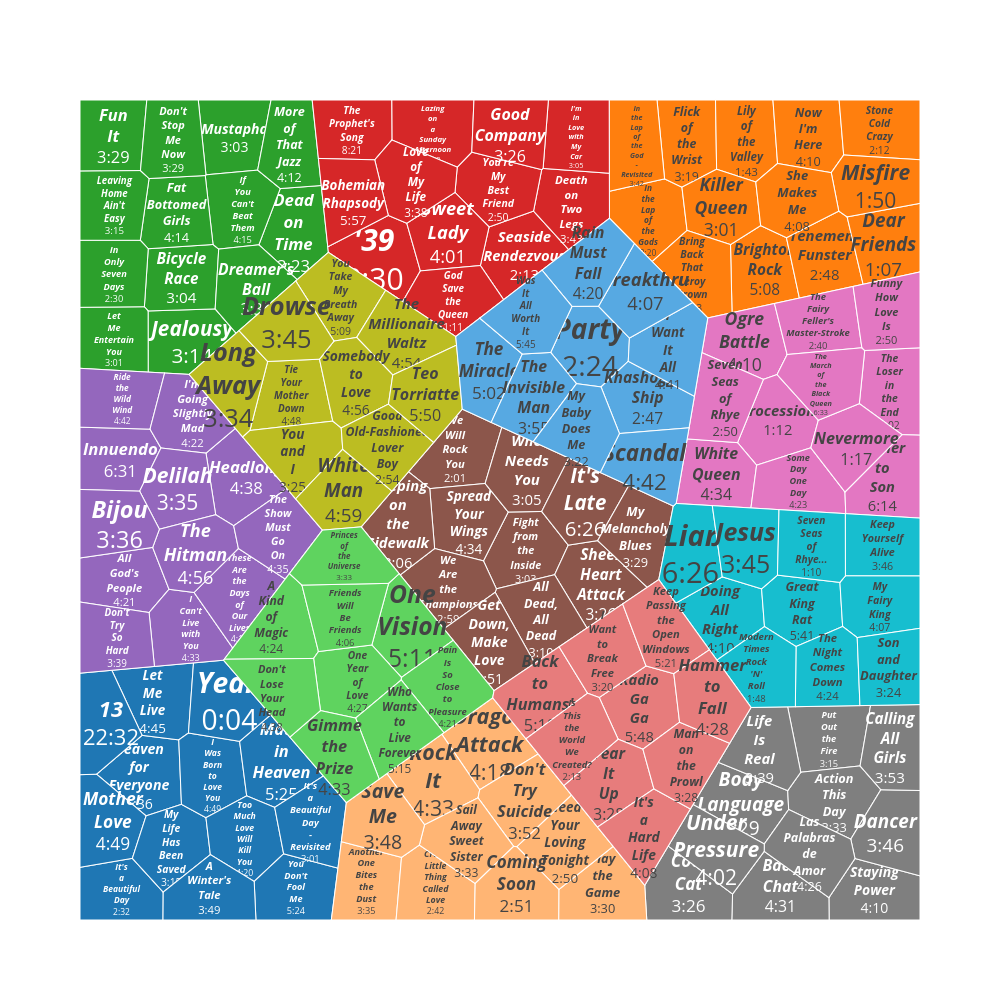 Fun
It
3:29
Don't
Stop
Me
Now
3:29
Mustapha
3:03
More
of
That
Jazz
4:12
Leaving
Home
Ain't
Easy
3:15
Fat
Bottomed
Girls
4:14
If
You
Can't
Beat
Them
4:15
Dead
on
Time
3:23
In
Only
Seven
Days
2:30
Bicycle
Race
3:04
Dreamer's
Ball
Let
Me
Entertain
You
3:01
Jealousy
The
Prophet's
Song
8:21
Lazing
on
a
Sunday
Afternoon
Good
Company
3:26
I'm
in
Love
with
My
Car
3:05
Bohemian
Rhapsody
5:57
Love
of
My
Life
3:38
You're
My
Best
Friend
2:50
Death
on
Two
Legs
'39
:30
Sweet
Lady
4:01
Seaside
Rendezvous
2:13
God
Save
the
Queen
1:11
In
the
Lap
of
the
God
-
Revisited
3:42
Flick
of
the
Wrist
3:19
Lily
of
the
Valley
1:43
Now
I'm
Here
4:10
Stone
Cold
Crazy
2:12
Killer
Queen
3:01
She
Makes
Me
4:08
Misfire
1:50
In
the
Lap
of
the
Gods
Bring
Back
That
Leroy
Brown
Brighton
Rock
5:08
Tenement
Funster
2:48
Dear
Friends
1:07
You
Take
My
Breath
Away
5:09
Drowse
3:45
The
Millionaire
Waltz
4:54
Long
Away
3:34
Tie
Your
Mother
Down
4:48
Somebody
to
Love
4:56
Teo
Torriatte
5:50
You
and
I
3:25
Good
Old-Fashioned
Lover
Boy
2:54
White
Man
4:59
Rain
Must
Fall
4:20
Breakthru
4:07
Was
It
All
Worth
It
5:45
Party
2:24
I
Want
It
All
4:41
The
Miracle
5:02
The
Invisible
Man
3:55
Khashoggi's
Ship
2:47
My
Baby
Does
Me
3:22
Scandal
4:42
Ogre
Battle
4:10
The
Fairy
Feller's
Master-Stroke
2:40
Funny
How
Love
Is
2:50
Seven
Seas
of
Rhye
2:50
Procession
1:12
The
March
of
the
Black
Queen
6:33
The
Loser
in
the
End
White
Queen
4:34
Some
Day
One
Day
4:23
Nevermore
1:17
to
Son
6:14
Ride
the
Wild
Wind
4:42
I'm
Going
Slightly
Mad
4:22
Innuendo
6:31
Delilah
3:35
Headlong
4:38
Bijou
3:36
The
Hitman
4:56
The
Show
Must
Go
On
4:35
All
God's
People
4:21
These
Are
the
Days
of
Our
Lives
Don't
Try
So
Hard
3:39
I
Can't
Live
with
You
4:33
We
Will
Rock
You
2:01
Who
Needs
You
3:05
It's
Late
6:26
Sleeping
on
the
Sidewalk
3:06
Spread
Your
Wings
4:34
Fight
from
the
Inside
3:03
My
Melancholy
Blues
3:29
We
Are
the
Champions
2:59
Sheer
Heart
Attack
3:26
Get
Down,
Make
Love
All
Dead,
All
Dead
3:10
Liar
6:26
Jesus
3:45
Seven
Seas
of
Rhye...
1:10
Keep
Yourself
Alive
3:46
Doing
All
Right
4:10
Great
King
Rat
5:41
My
Fairy
King
4:07
Modern
Times
Rock
'N'
Roll
1:48
The
Night
Comes
Down
4:24
Son
and
Daughter
3:24
Princes
of
the
Universe
3:33
A
Kind
of
Magic
4:24
Friends
Will
Be
Friends
4:06
One
Vision
5:11
Don't
Lose
Your
Head
One
Year
of
Love
4:27
Pain
Is
So
Close
to
Pleasure
4:21
Gimme
the
Prize
4:33
Who
Wants
to
Live
Forever
5:15
Keep
Passing
the
Open
Windows
5:21
Want
to
Break
Free
3:20
Back
to
Humans
Radio
Ga
Ga
5:48
Hammer
to
Fall
4:28
This
the
World
We
Created?
2:13
Man
on
the
Prowl
3:28
Tear
It
Up
It's
a
Hard
Life
4:08
13
22:32
Let
Me
Live
4:45
Yeah
0:04
Heaven
for
Everyone
I
Was
Born
to
Love
You
4:49
Made
in
Heaven
5:25
Mother
Love
4:49
My
Life
Has
Been
Saved
Too
Much
Love
Will
Kill
You
4:20
It's
a
Beautiful
Day
-
Revisited
3:01
It's
a
Beautiful
Day
2:32
A
Winter's
Tale
3:49
You
Don't
Fool
Me
5:24
Dragon
Attack
4:19
Rock
It
4:33
Don't
Try
Suicide
3:52
Save
Me
3:48
Sail
Away
Sweet
Sister
3:33
Need
Your
Loving
Tonight
2:50
Another
One
Bites
the
Dust
3:35
Little
Thing
Called
Love
2:42
Coming
Soon
2:51
Play
the
Game
3:30
Life
Is
Real
3:39
Put
Out
the
Fire
3:15
Calling
All
Girls
3:53
Body
Language
Action
This
Day
3:33
Under
Pressure
4:02
Las
Palabras
de
Amor
4:26
Dancer
3:46
Cool
Cat
3:26
Back
Chat
4:31
Staying
Power
4:10